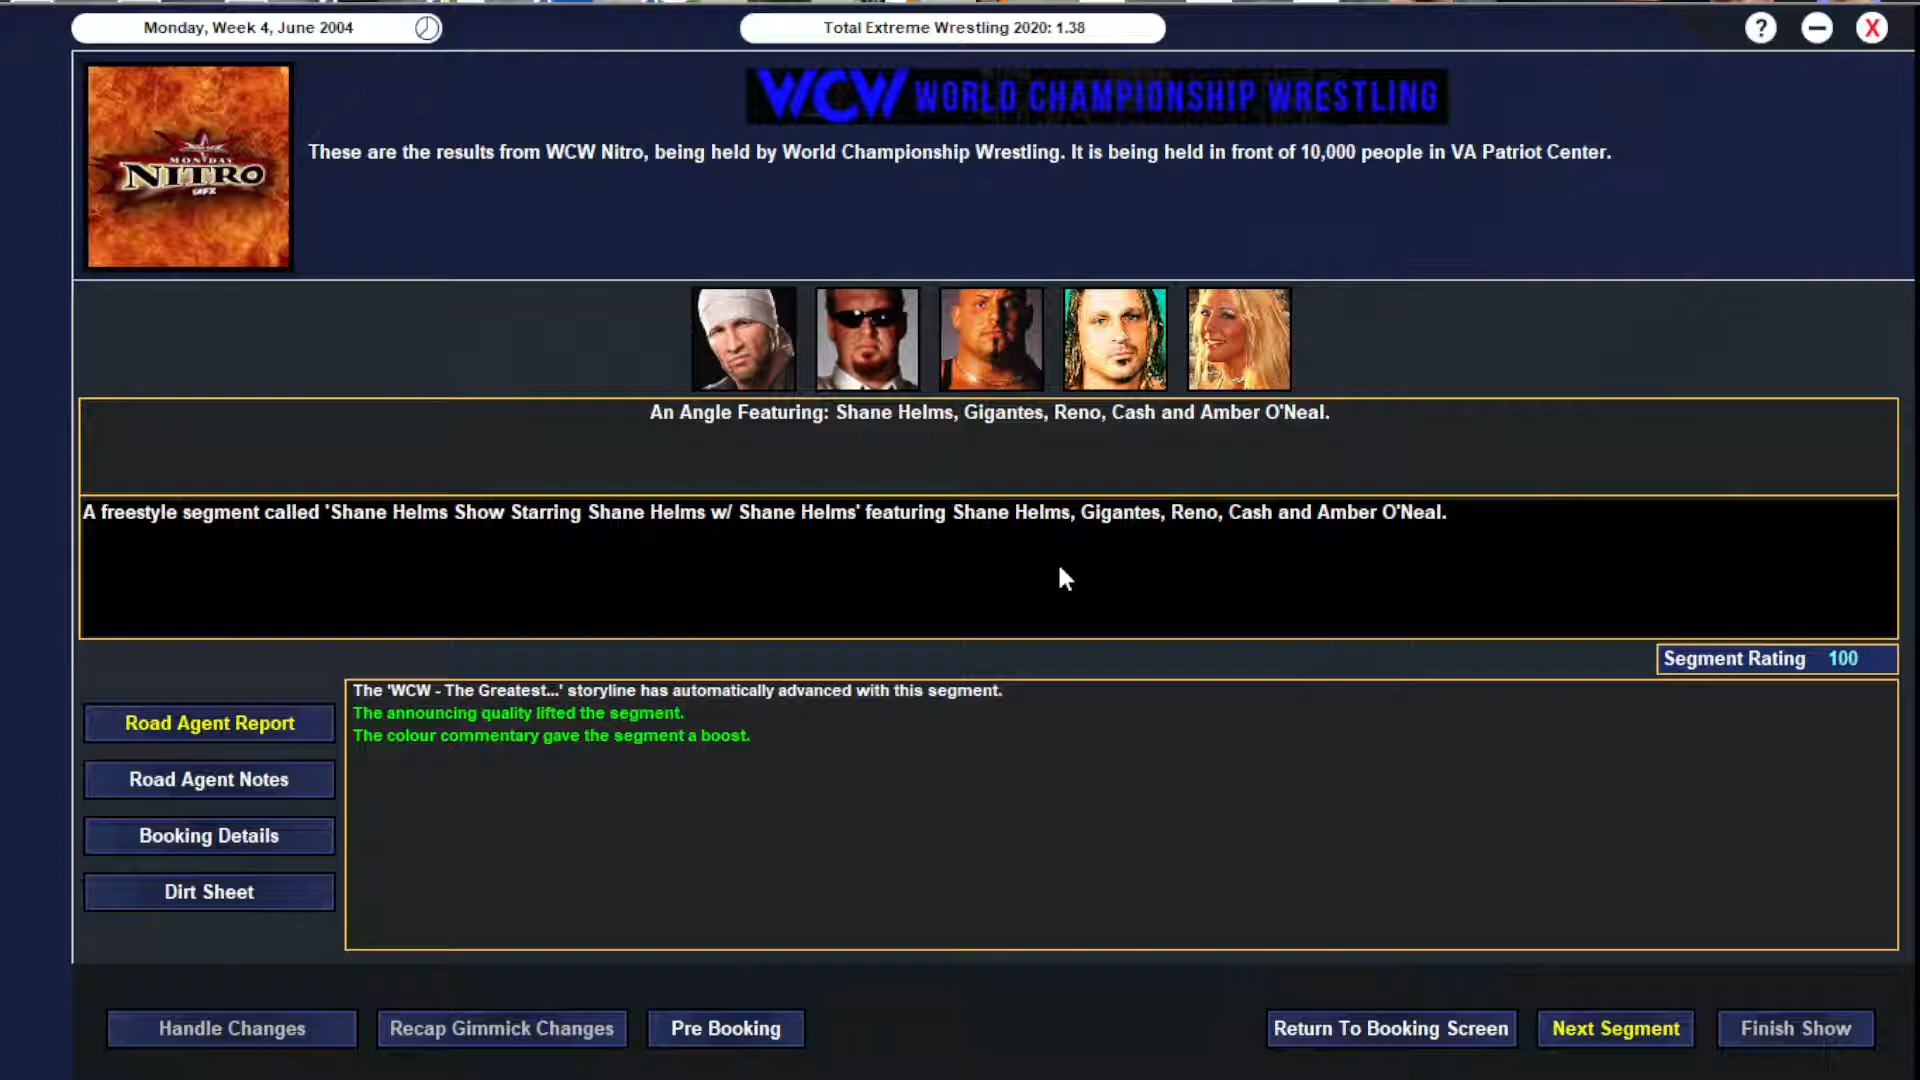 Monday, Week 4, June 2004
Total Extreme Wrestling 2020: 1.38
?
X
WCW WORLD CHAMPIONSHIP WRESTLING
MONDAY
NITRO
These are the results from WCW Nitro, being held by World Championship Wrestling. It is being held in front of 10,000 people in VA Patriot Center.
An Angle Featuring: Shane Helms, Gigantes, Reno, Cash and Amber O'Neal.
A freestyle segment called 'Shane Helms Show Starring Shane Helms w/ Shane Helms' featuring Shane Helms, Gigantes, Reno, Cash and Amber O'Neal.
Segment Rating 100
The 'WCW - The Greatest...' storyline has automatically advanced with this segment.
The announcing quality lifted the segment.
The colour commentary gave the segment a boost.
Road Agent Report
Road Agent Notes
Booking Details
Dirt Sheet
Handle Changes
Recap Gimmick Changes
Pre Booking
Return To Booking Screen
Next Segment
Finish Show